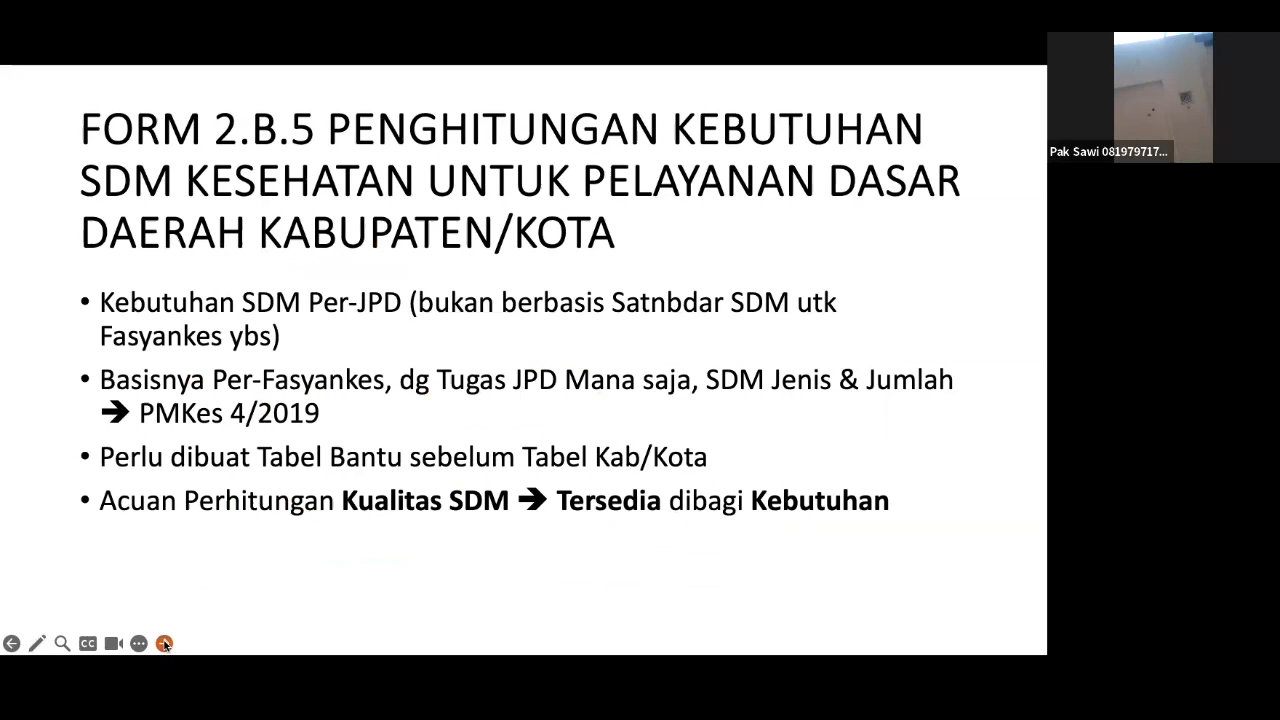 FORM 2.B.5 PENGHITUNGAN KEBUTUHAN
SDM KESEHATAN UNTUK PELAYANAN DASAR
DAERAH KABUPATEN/KOTA
• Kebutuhan SDM Per-JPD (bukan berbasis Satnbdar SDM utk
Fasyankes ybs)
• Basisnya Per-Fasyankes, dg Tugas JPD Mana saja, SDM Jenis & Jumlah
➔ PMKes 4/2019
• Perlu dibuat Tabel Bantu sebelum Tabel Kab/Kota
• Acuan Perhitungan Kualitas SDM ➔ Tersedia dibagi Kebutuhan
Pak Sawi 081979717...
CC